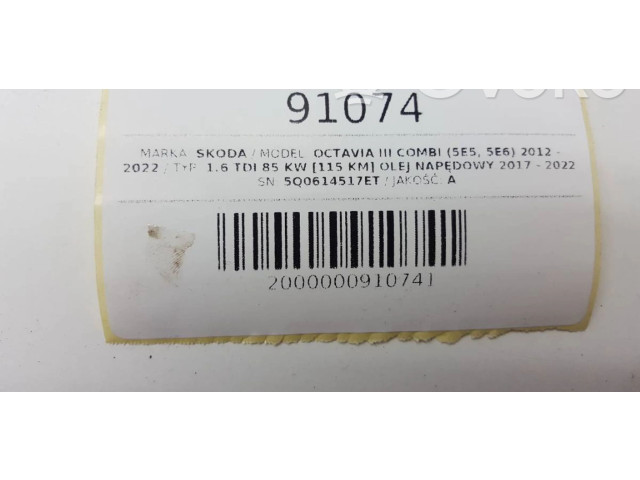 91074
MARKA: SKODA / MODEL: OCTAVIA III COMBI (5E5, 5E6) 2012 -
2022 / TYP: 1.6 TDI 85 KW [115 KM] OLEJ NAPĘDOWY 2017 - 2022
SN: 5Q0614517ET / JAKOŚĆ: A
2000000910741